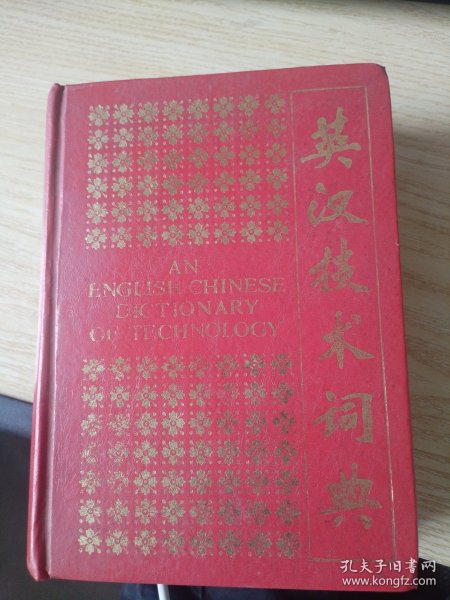 AN
ENGLISH-CHINESE
DICTIONARY
OF TECHNOLOGY
英汉技术词典
孔夫子旧书网
www.kongfz.com